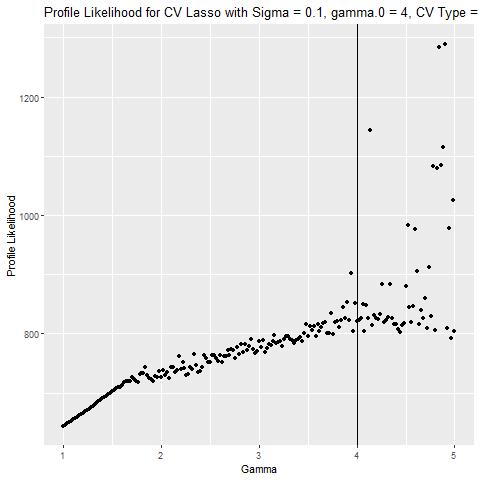 Profile Likelihood for CV Lasso with Sigma = 0.1, gamma.0 = 4, CV Type =
1200
1000
800
Profile Likelihood
1
2
3
4
5
Gamma